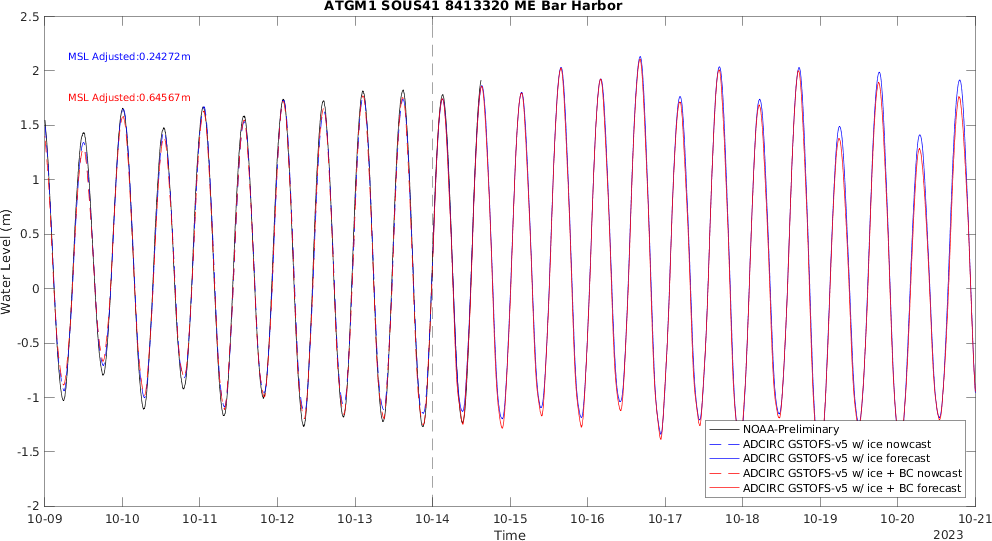 ATGM1 SOUS41 8413320 ME Bar Harbor
2.5
MSL Adjusted:0.24272m
2
MSL Adjusted:0.64567m
1.5
1
0.5
Water Level (m)
0
-0.5
-1
NOAA-Preliminary
ADCIRC GSTOFS-v5 w/ ice nowcast
-1.5
ADCIRC GSTOFS-v5 w/ ice forecast
ADCIRC GSTOFS-v5 w/ ice + BC nowcast
ADCIRC GSTOFS-v5 w/ ice + BC forecast
-2
10-09 10-10 10-11 10-12 10-13 10-14 10-15 10-16 10-17 10-18 10-19 10-20 10-21
Time
2023